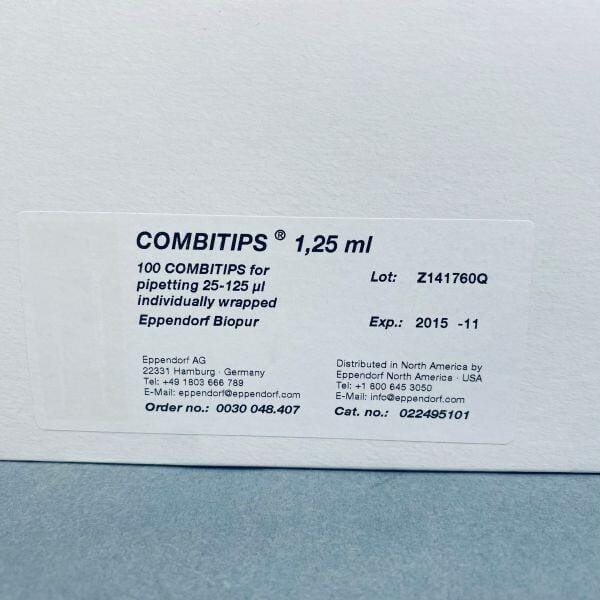 COMBITIPS ® 1,25 ml
100 COMBITIPS for
pipetting 25-125 µl
individually wrapped
Eppendorf Biopur
Lot: Z141760Q
Exp.: 2015 -11
Eppendorf AG
22331 Hamburg · Germany
Tel: +49 1803 666 789
E-Mail: eppendorf@eppendorf.com
Order no.: 0030 048.407
Distributed in North America by
Eppendorf North America · USA
Tel: +1 800 645 3050
E-Mail: info@eppendorf.com
Cat. no.: 022495101